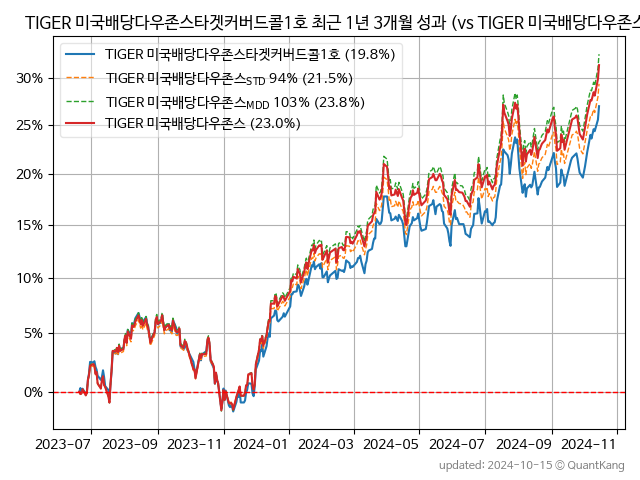 TIGER 미국배당다우존스타겟커버드콜1호 최근 1년 3개월 성과 (vs TIGER 미국배당다우존스
TIGER 미국배당다우존스타겟커버드콜1호 (19.8%)
TIGER 미국배당다우존스STD 94% (21.5%)
TIGER 미국배당다우존스MDD 103% (23.8%)
TIGER 미국배당다우존스 (23.0%)
30%
25%
20%
15%
10%
5%
0%
2023-07 2023-09 2023-11 2024-01 2024-03 2024-05 2024-07 2024-09 2024-11
updated: 2024-10-15 © QuantKang